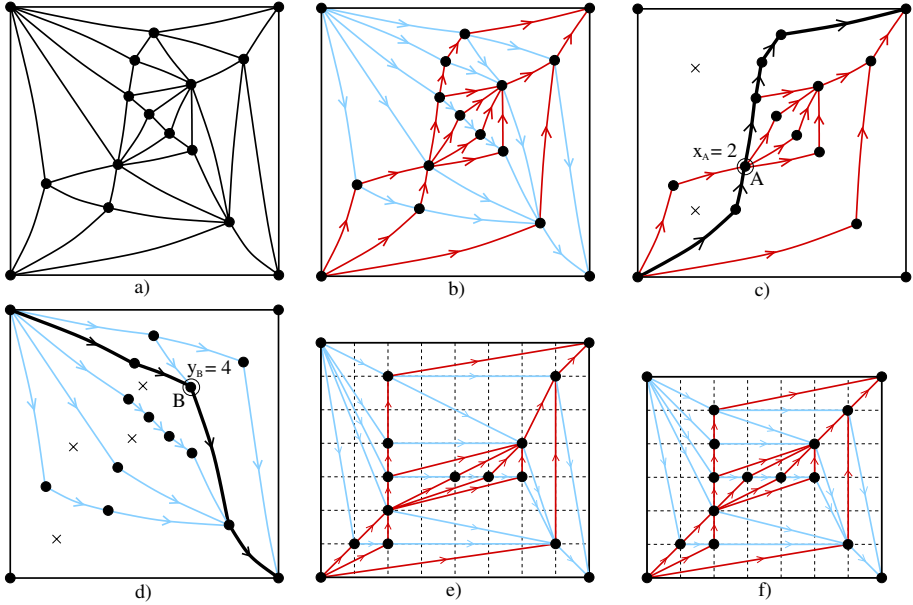 a)
b)
x_A = 2
A
c)
y_B = 4
B
d)
e)
f)